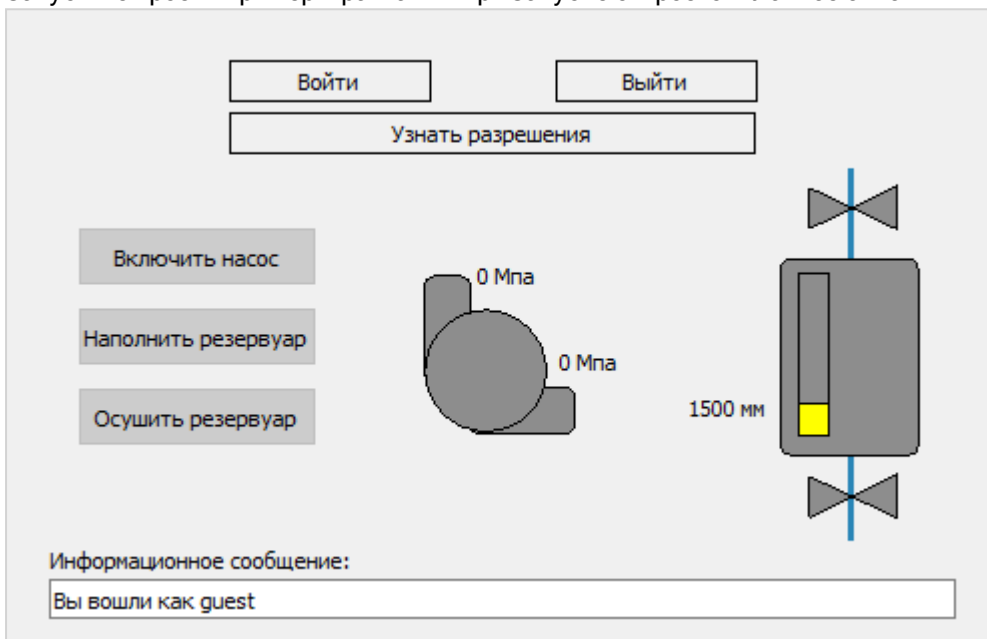 Войти
Выйти
Узнать разрешения
Включить насос
0 Мпа
Наполнить резервуар
0 Мпа
Осушить резервуар
1500 мм
Информационное сообщение:
Вы вошли как guest